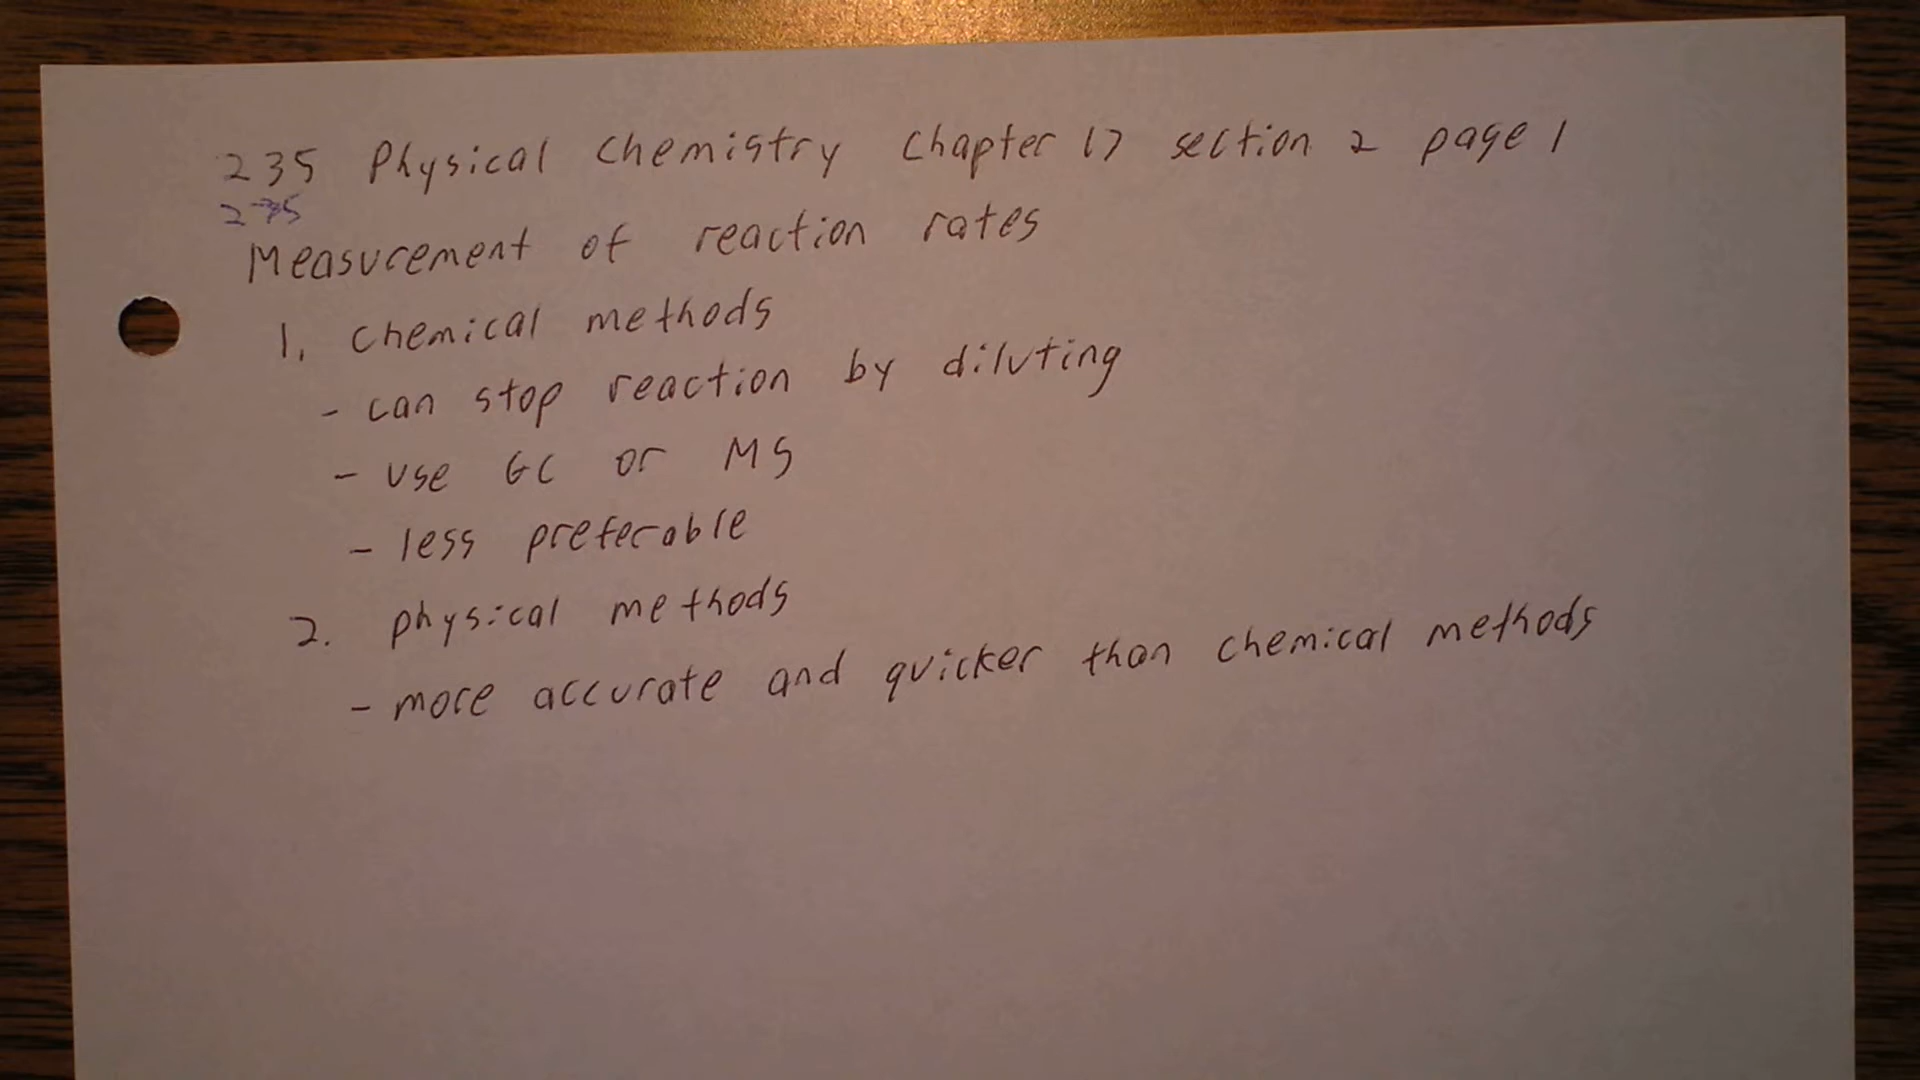 235 Physical Chemistry Chapter 17 section 2 page 1
235
Measurement of reaction rates
1. Chemical methods
- can stop reaction by diluting
- use GC or MS
- less preferable
2. physical methods
- more accurate and quicker than chemical methods